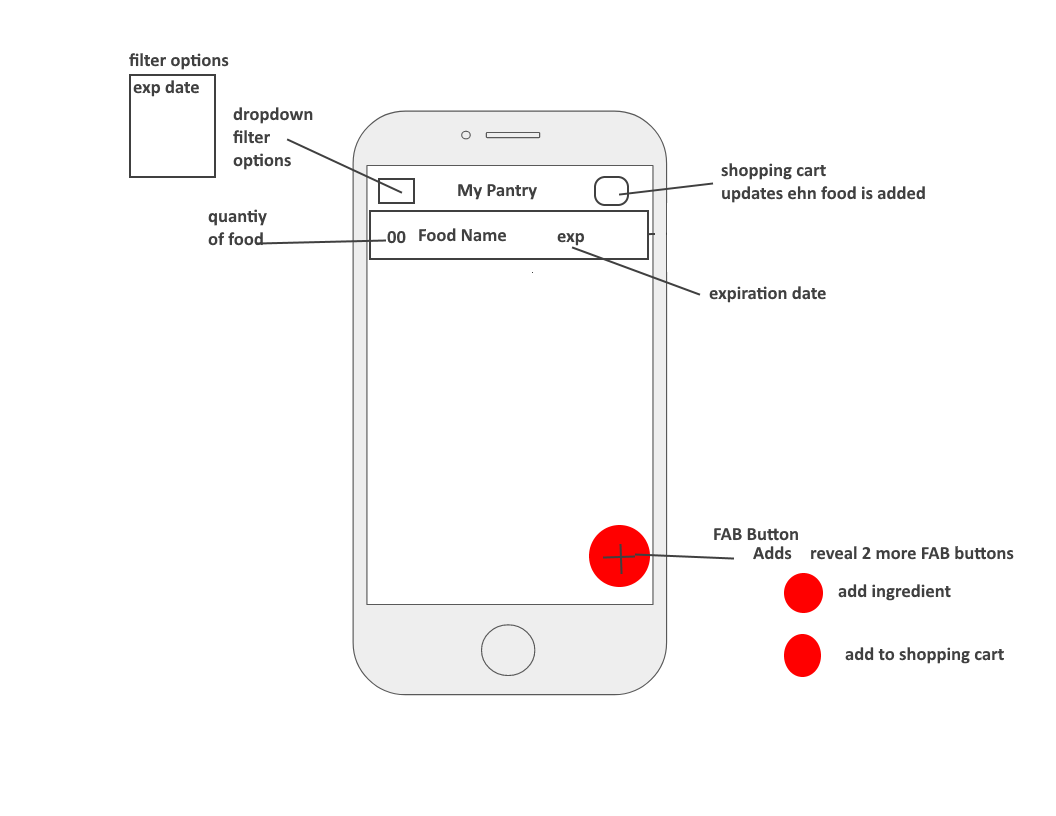 filter options
exp date
dropdown
filter
options
My Pantry
shopping cart
updates ehn food is added
quantiy
of food
00 Food Name exp
expiration date
FAB Button
Adds reveal 2 more FAB buttons
add ingredient
add to shopping cart